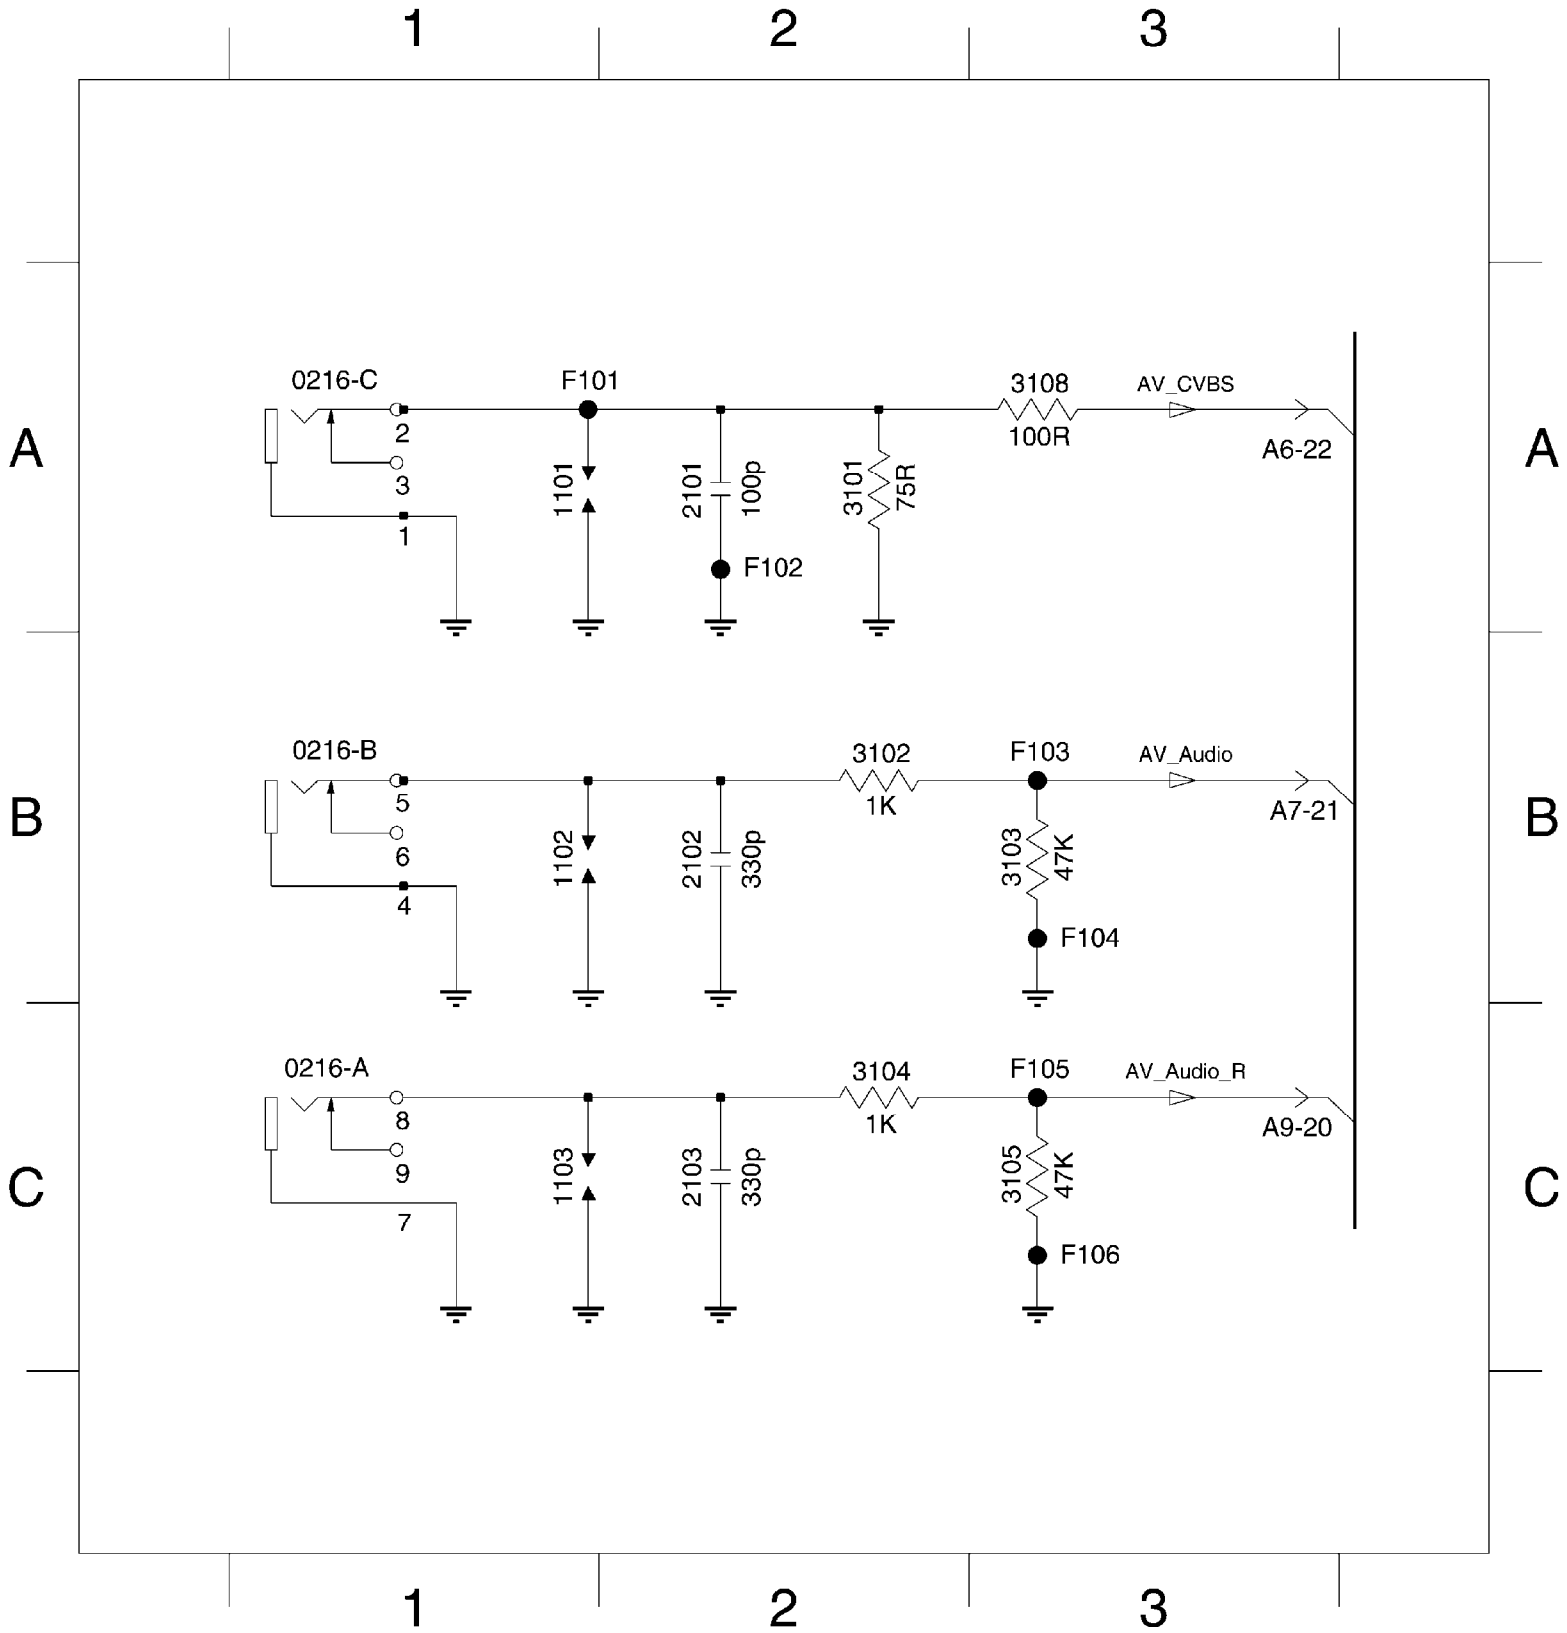 1 2 3
0216-C F101 3108 AV_CVBS
2 100R
A A6-22 A
3 1101 2101 100p 3101 75R
1
F102
0216-B 3102 F103 AV_Audio
5 1K A7-21
B B
6 1102 2102 330p 3103 47K
4
F104
0216-A 3104 F105 AV_Audio_R
8 1K A9-20
9 1103 2103 330p 3105 47K
C C
7
F106
1 2 3